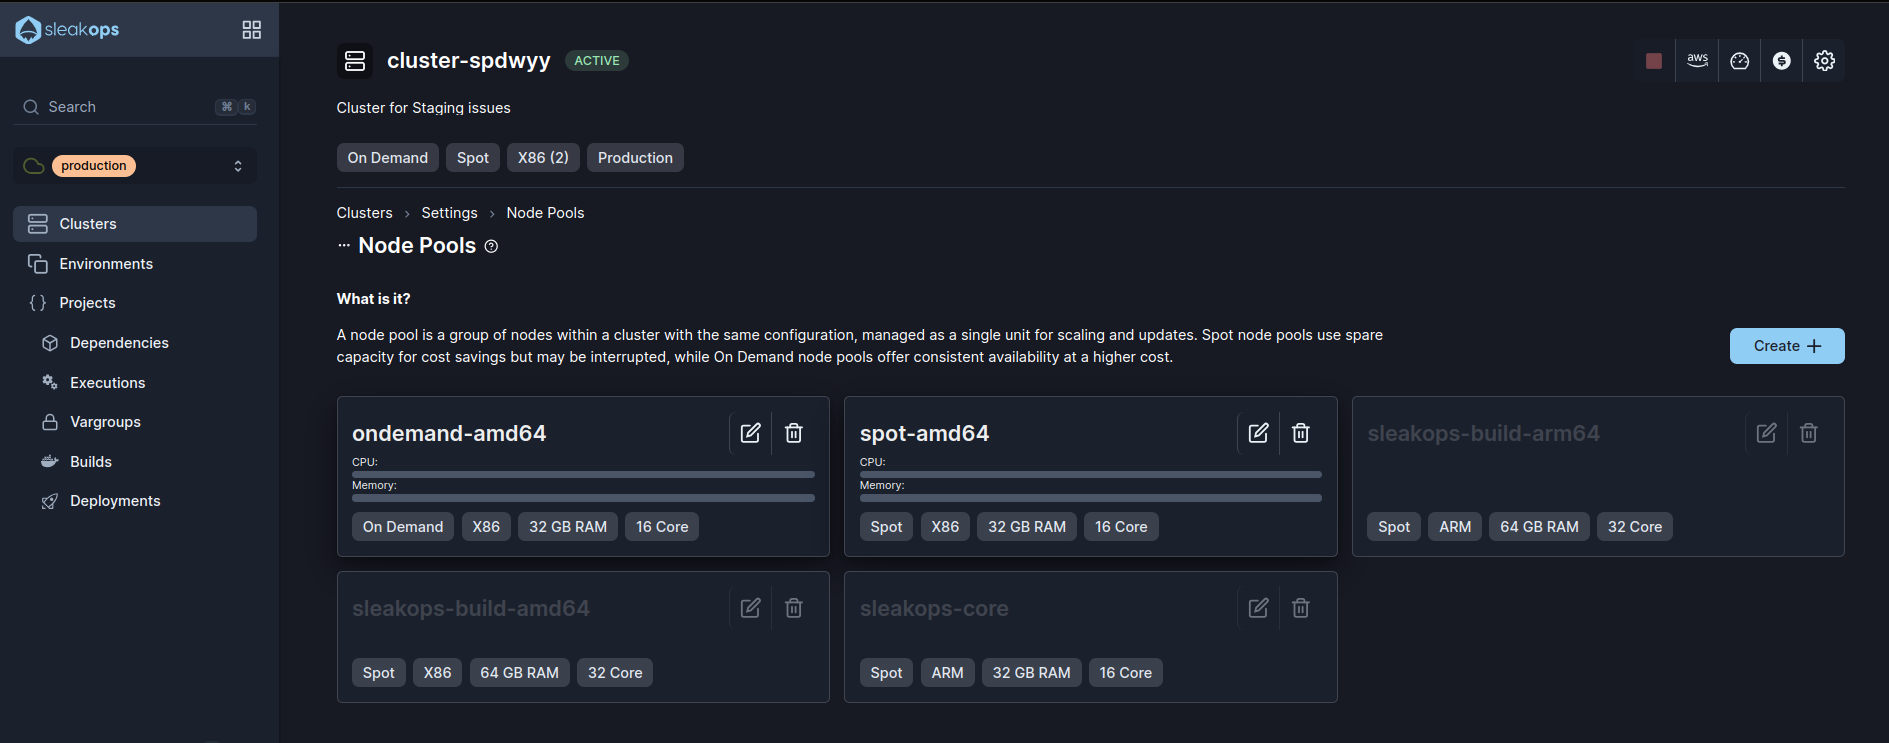 sleakops
Search ⌘ k
production
Clusters
Environments
Projects
Dependencies
Executions
Vargroups
Builds
Deployments
cluster-spdwyy ACTIVE
aws
Cluster for Staging issues
On Demand Spot X86 (2) Production
Clusters › Settings › Node Pools
··· Node Pools ?
What is it?
A node pool is a group of nodes within a cluster with the same configuration, managed as a single unit for scaling and updates. Spot node pools use spare
capacity for cost savings but may be interrupted, while On Demand node pools offer consistent availability at a higher cost.
Create +
ondemand-amd64
CPU:
Memory:
On Demand X86 32 GB RAM 16 Core
spot-amd64
CPU:
Memory:
Spot X86 32 GB RAM 16 Core
sleakops-build-arm64
Spot ARM 64 GB RAM 32 Core
sleakops-build-amd64
Spot X86 64 GB RAM 32 Core
sleakops-core
Spot ARM 32 GB RAM 16 Core